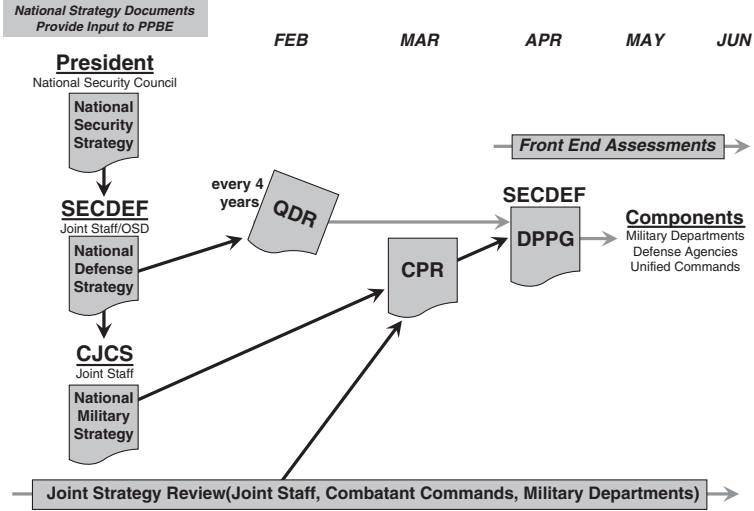 National Strategy Documents
Provide Input to PPBE
FEB
MAR
APR
MAY
JUN
President
National Security Council
National
Security
Strategy
Front End Assessments
every 4
years
QDR
SECDEF
Joint Staff/OSD
National
Defense
Strategy
SECDEF
DPPG
Components
Military Departments
Defense Agencies
Unified Commands
CPR
CJCS
Joint Staff
National
Military
Strategy
Joint Strategy Review(Joint Staff, Combatant Commands, Military Departments)